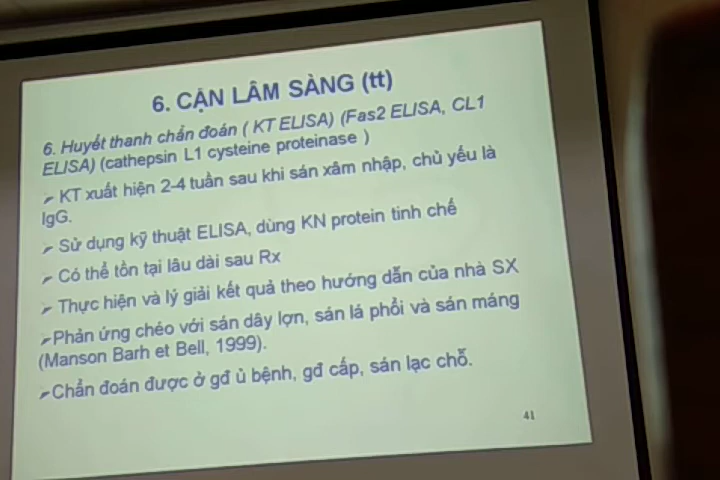 6. CẬN LÂM SÀNG (tt)
6. Huyết thanh chẩn đoán ( KT ELISA) (Fas2 ELISA, CL1
ELISA) (cathepsin L1 cysteine proteinase )
➢ KT xuất hiện 2-4 tuần sau khi sán xâm nhập, chủ yếu là
IgG.
➢ Sử dụng kỹ thuật ELISA, dùng KN protein tinh chế
➢ Có thể tồn tại lâu dài sau Rx
➢ Thực hiện và lý giải kết quả theo hướng dẫn của nhà SX
➢Phản ứng chéo với sán dây lợn, sán lá phổi và sán máng
(Manson Barh et Bell, 1999).
➢Chẩn đoán được ở gđ ủ bệnh, gđ cấp, sán lạc chỗ.
41